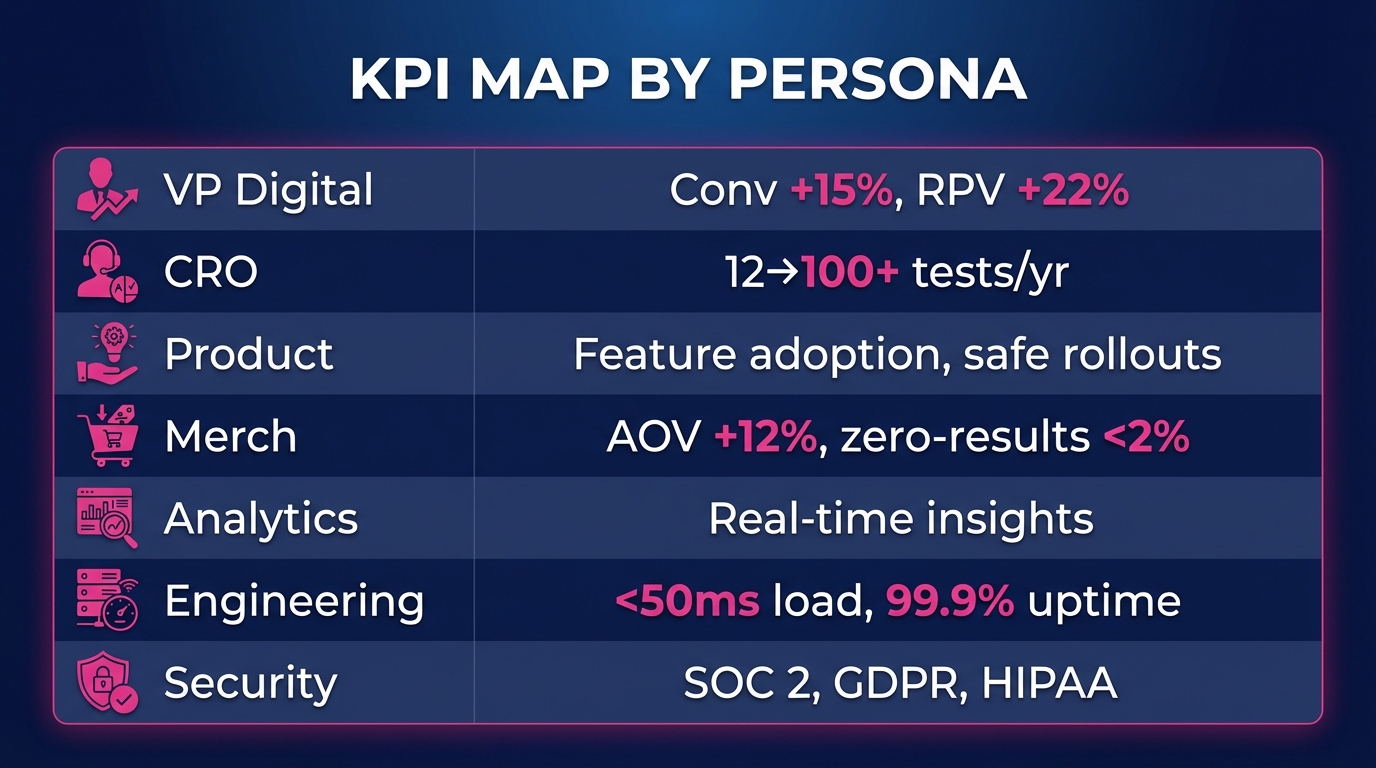 KPI MAP BY PERSONA
VP Digital Conv +15%, RPV +22%
CRO 12→100+ tests/yr
Product Feature adoption, safe rollouts
Merch AOV +12%, zero-results <2%
Analytics Real-time insights
Engineering <50ms load, 99.9% uptime
Security SOC 2, GDPR, HIPAA